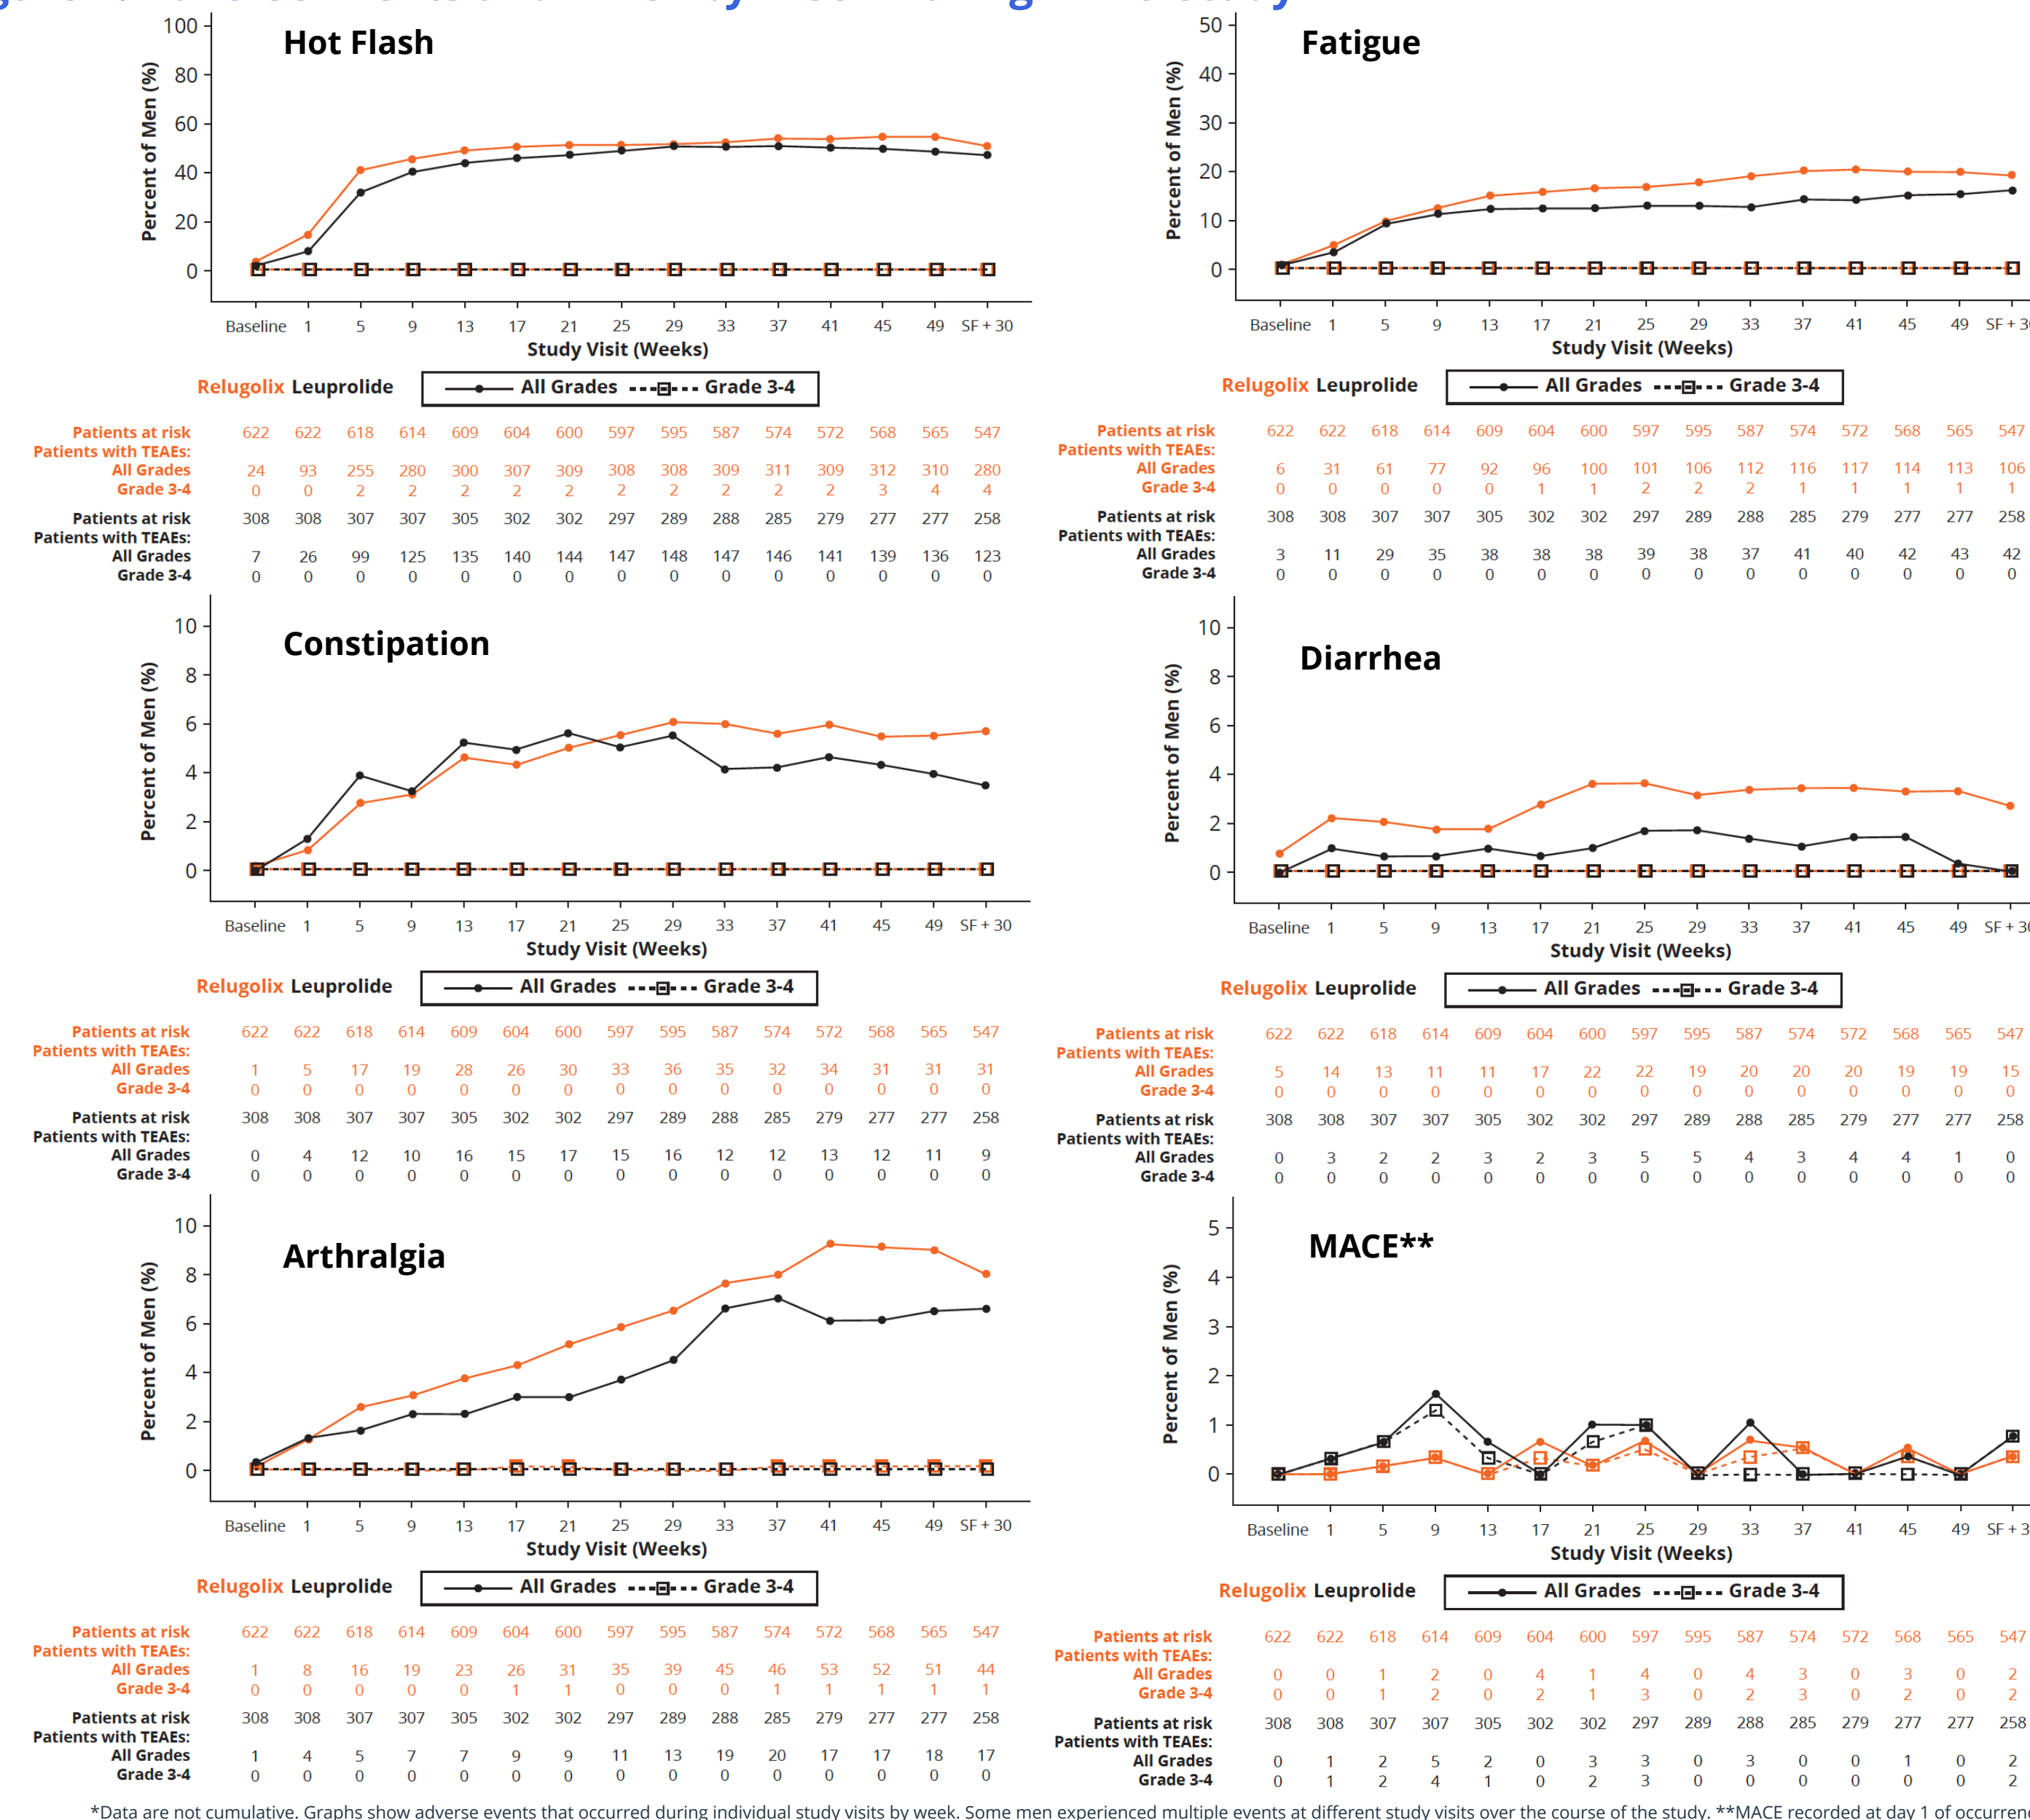 100
80
60
40
20
0
Percent of Men (%)
Hot Flash
Baseline 1 5 9 13 17 21 25 29 33 37 41 45 49 SF + 30
Study Visit (Weeks)
Relugolix Leuprolide All Grades Grade 3-4
Patients at risk 622 622 618 614 609 604 600 597 595 587 574 572 568 565 547
Patients with TEAEs:
All Grades 24 93 255 280 300 307 309 308 308 309 311 309 312 310 280
Grade 3-4 0 0 2 2 2 2 2 2 2 2 2 2 3 4 4
Patients at risk 308 308 307 307 305 302 302 297 289 288 285 279 277 277 258
Patients with TEAEs:
All Grades 7 26 99 125 135 140 144 147 148 147 146 141 139 136 123
Grade 3-4 0 0 0 0 0 0 0 0 0 0 0 0 0 0 0
50
40
30
20
10
0
Percent of Men (%)
Fatigue
Baseline 1 5 9 13 17 21 25 29 33 37 41 45 49 SF + 3
Study Visit (Weeks)
Relugolix Leuprolide All Grades Grade 3-4
Patients at risk 622 622 618 614 609 604 600 597 595 587 574 572 568 565 547
Patients with TEAEs:
All Grades 6 31 61 77 92 96 100 101 106 112 116 117 114 113 106
Grade 3-4 0 0 0 0 0 1 1 2 2 2 1 1 1 1 1
Patients at risk 308 308 307 307 305 302 302 297 289 288 285 279 277 277 258
Patients with TEAEs:
All Grades 3 11 29 35 38 38 38 39 38 37 41 40 42 43 42
Grade 3-4 0 0 0 0 0 0 0 0 0 0 0 0 0 0 0
10
8
6
4
2
0
Percent of Men (%)
Constipation
Baseline 1 5 9 13 17 21 25 29 33 37 41 45 49 SF + 30
Study Visit (Weeks)
Relugolix Leuprolide All Grades Grade 3-4
Patients at risk 622 622 618 614 609 604 600 597 595 587 574 572 568 565 547
Patients with TEAEs:
All Grades 1 5 17 19 28 26 30 33 36 35 32 34 31 31 31
Grade 3-4 0 0 0 0 0 0 0 0 0 0 0 0 0 0 0
Patients at risk 308 308 307 307 305 302 302 297 289 288 285 279 277 277 258
Patients with TEAEs:
All Grades 0 4 12 10 16 15 17 15 16 12 12 13 12 11 9
Grade 3-4 0 0 0 0 0 0 0 0 0 0 0 0 0 0 0
10
8
6
4
2
0
Percent of Men (%)
Diarrhea
Baseline 1 5 9 13 17 21 25 29 33 37 41 45 49 SF + 3
Study Visit (Weeks)
Relugolix Leuprolide All Grades Grade 3-4
Patients at risk 622 622 618 614 609 604 600 597 595 587 574 572 568 565 547
Patients with TEAEs:
All Grades 5 14 13 11 11 17 22 22 19 20 20 20 19 19 15
Grade 3-4 0 0 0 0 0 0 0 0 0 0 0 0 0 0 0
Patients at risk 308 308 307 307 305 302 302 297 289 288 285 279 277 277 258
Patients with TEAEs:
All Grades 0 3 2 2 3 2 3 5 5 4 3 4 4 1 0
Grade 3-4 0 0 0 0 0 0 0 0 0 0 0 0 0 0 0
10
8
6
4
2
0
Percent of Men (%)
Arthralgia
Baseline 1 5 9 13 17 21 25 29 33 37 41 45 49 SF + 30
Study Visit (Weeks)
Relugolix Leuprolide All Grades Grade 3-4
Patients at risk 622 622 618 614 609 604 600 597 595 587 574 572 568 565 547
Patients with TEAEs:
All Grades 1 8 16 19 23 26 31 35 39 45 46 53 52 51 44
Grade 3-4 0 0 0 0 0 1 1 0 0 0 1 1 1 1 1
Patients at risk 308 308 307 307 305 302 302 297 289 288 285 279 277 277 258
Patients with TEAEs:
All Grades 1 4 5 7 7 9 9 11 13 19 20 17 17 18 17
Grade 3-4 0 0 0 0 0 0 0 0 0 0 0 0 0 0 0
5
4
3
2
1
0
Percent of Men (%)
MACE**
Baseline 1 5 9 13 17 21 25 29 33 37 41 45 49 SF + 3
Study Visit (Weeks)
Relugolix Leuprolide All Grades Grade 3-4
Patients at risk 622 622 618 614 609 604 600 597 595 587 574 572 568 565 547
Patients with TEAEs:
All Grades 0 0 1 2 0 4 1 4 0 4 3 0 3 0 2
Grade 3-4 0 0 1 2 0 2 1 3 0 2 3 0 2 0 2
Patients at risk 308 308 307 307 305 302 302 297 289 288 285 279 277 277 258
Patients with TEAEs:
All Grades 0 1 2 5 2 0 3 3 0 3 0 0 1 0 2
Grade 3-4 0 1 2 4 1 0 2 3 0 0 0 0 0 0 2
*Data are not cumulative. Graphs show adverse events that occurred during individual study visits by week. Some men experienced multiple events at different study visits over the course of the study. **MACE recorded at day 1 of occurren